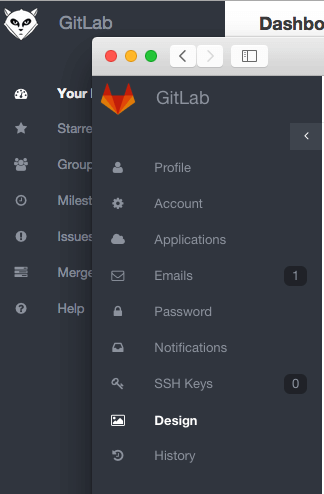 GitLab
Dashbo
Your
Starre
Group
Milest
Issues
Merge
Help
GitLab
Profile
Account
Applications
Emails 1
Password
Notifications
SSH Keys 0
Design
History